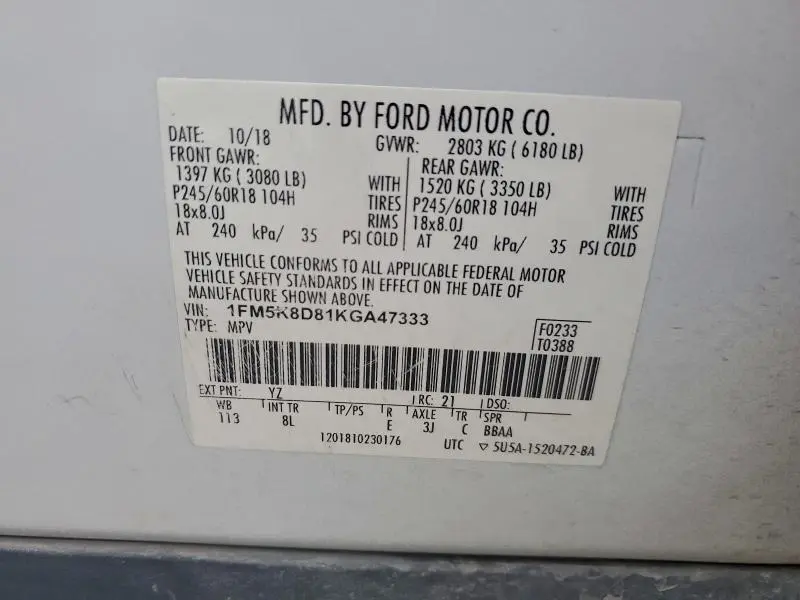 MFD. BY FORD MOTOR CO.
DATE: 10/18 GVWR: 2803 KG ( 6180 LB)
FRONT GAWR: REAR GAWR:
1397 KG ( 3080 LB) WITH 1520 KG ( 3350 LB) WITH
P245/60R18 104H TIRES P245/60R18 104H TIRES
18x8.0J RIMS 18x8.0J RIMS
AT 240 kPa/ 35 PSI COLD AT 240 kPa/ 35 PSI COLD
THIS VEHICLE CONFORMS TO ALL APPLICABLE FEDERAL MOTOR
VEHICLE SAFETY STANDARDS IN EFFECT ON THE DATE OF
MANUFACTURE SHOWN ABOVE.
VIN: 1FM5K8D81KGA47333
TYPE: MPV
F0233
T0388
EXT PNT: YZ RC: 21 DSO:
WB INT TR TP/PS R AXLE TR SPR
113 8L E 3J C BBAA
1201810230176 UTC ▽ 5U5A-1520472-BA